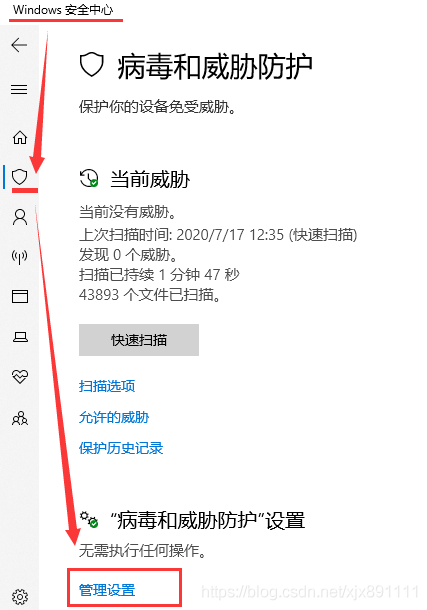 Windows 安全中心
病毒和威胁防护
保护你的设备免受威胁。
当前威胁
当前没有威胁。
上次扫描时间: 2020/7/17 12:35 (快速扫描)
发现 0 个威胁。
扫描已持续 1 分钟 47 秒
43893 个文件已扫描。
快速扫描
扫描选项
允许的威胁
保护历史记录
“病毒和威胁防护”设置
无需执行任何操作。
管理设置
https://blog.csdn.net/xjx891111